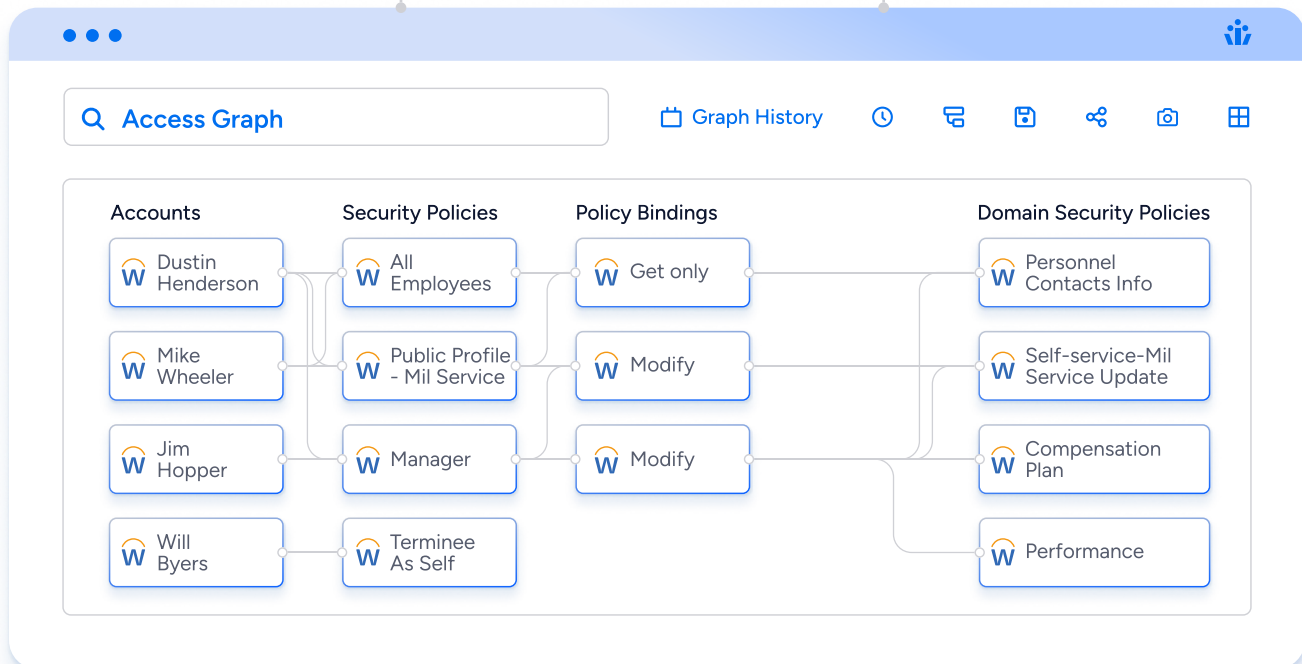 Access Graph
Graph History
Accounts
Security Policies
Policy Bindings
Domain Security Policies
Dustin
Henderson
All
Employees
Get only
Personnel
Contacts Info
Mike
Wheeler
Public Profile
- Mil Service
Modify
Self-service-Mil
Service Update
Jim
Hopper
Manager
Modify
Compensation
Plan
Will
Byers
Terminee
As Self
Performance